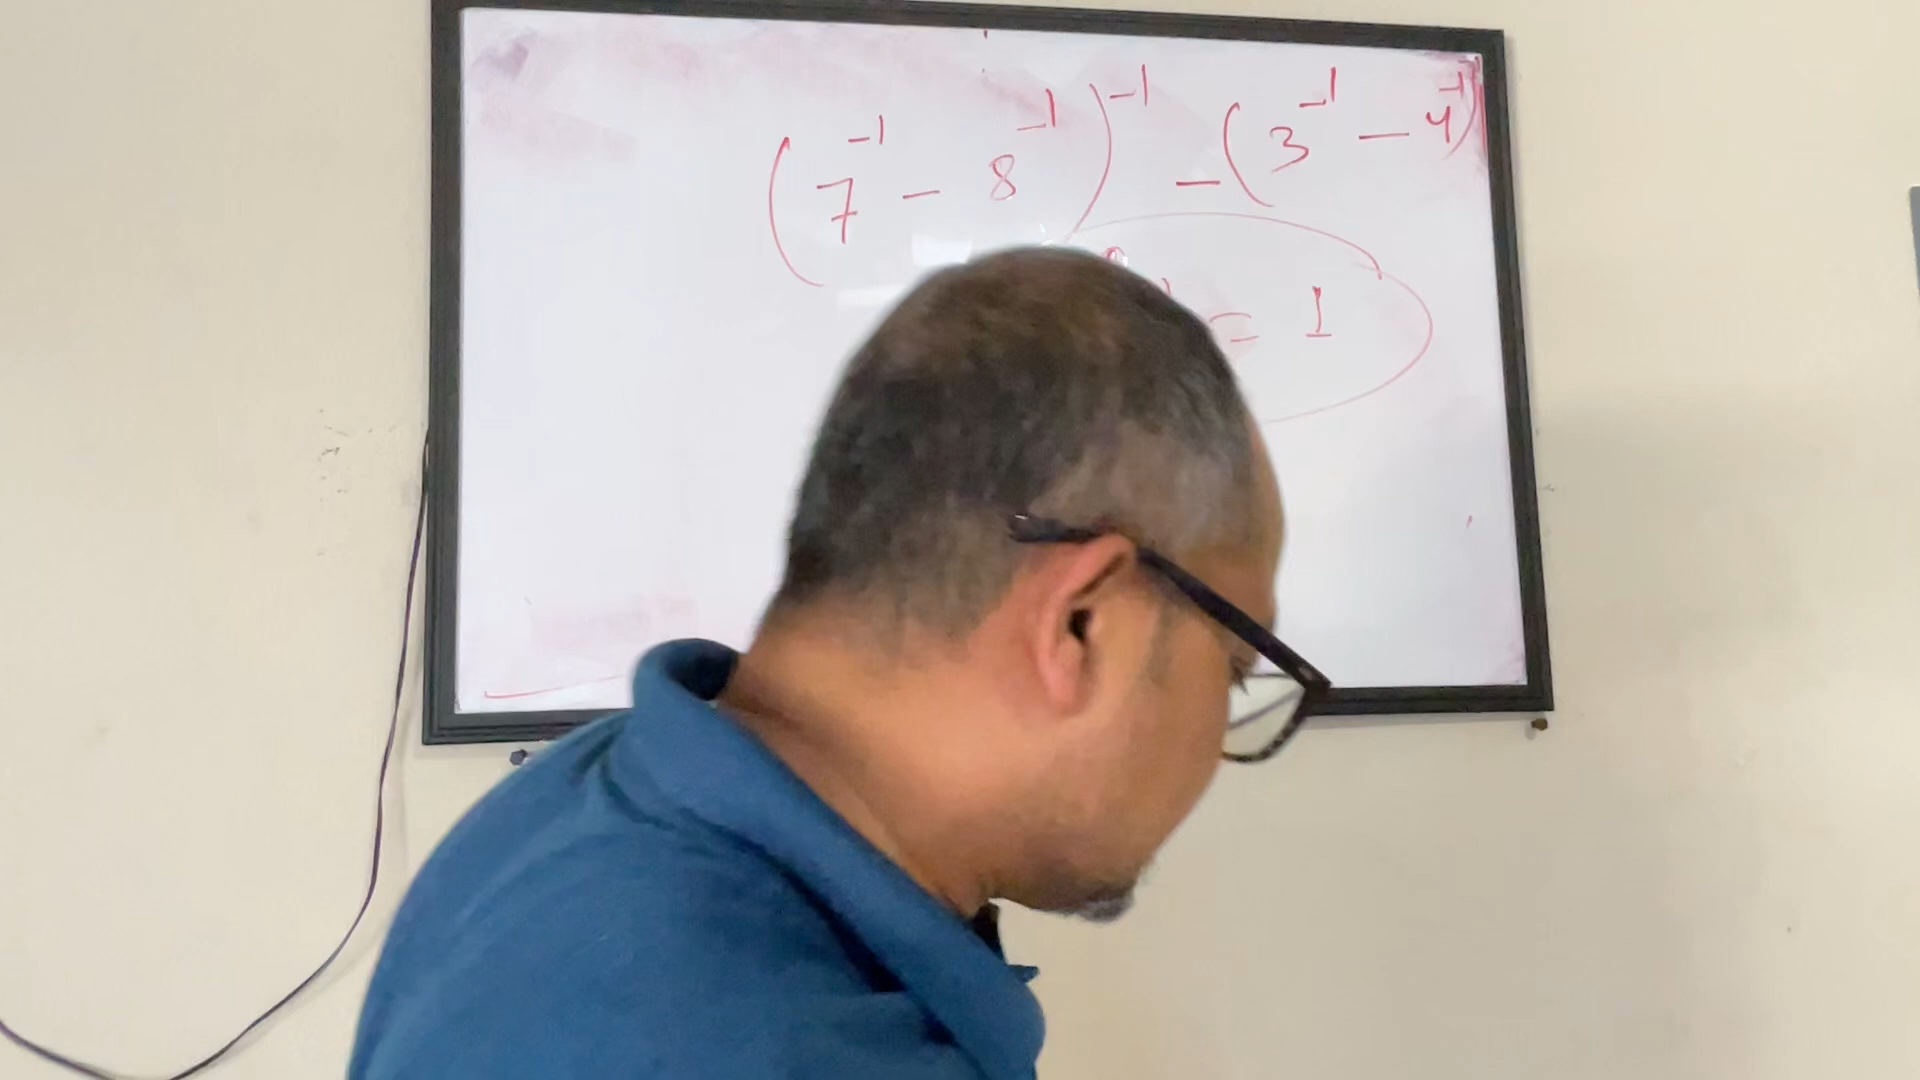 (7⁻¹ − 8⁻¹)⁻¹ − (3⁻¹ − 4⁻¹)⁻¹
= 1